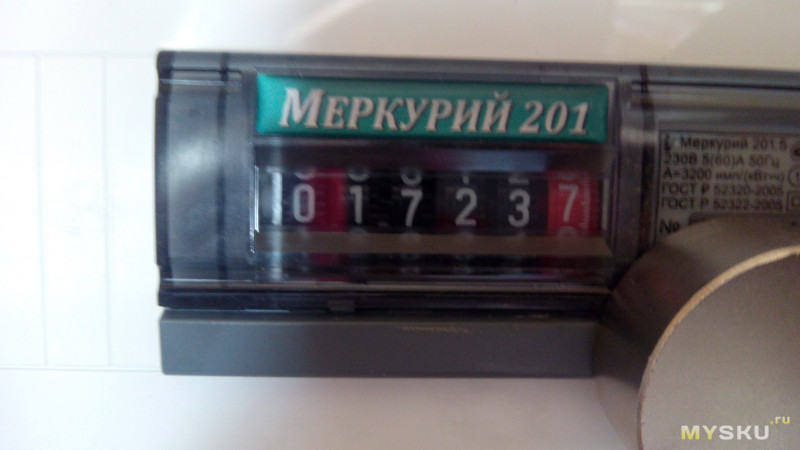 МЕРКУРИЙ 201
0 1 7 2 3 7
Меркурий 201.5
230В 5(60)А 50Гц
А=3200 имп/(кВтч)
ГОСТ Р 52320-2005
ГОСТ Р 52322-2005
№
MYSKU.ru